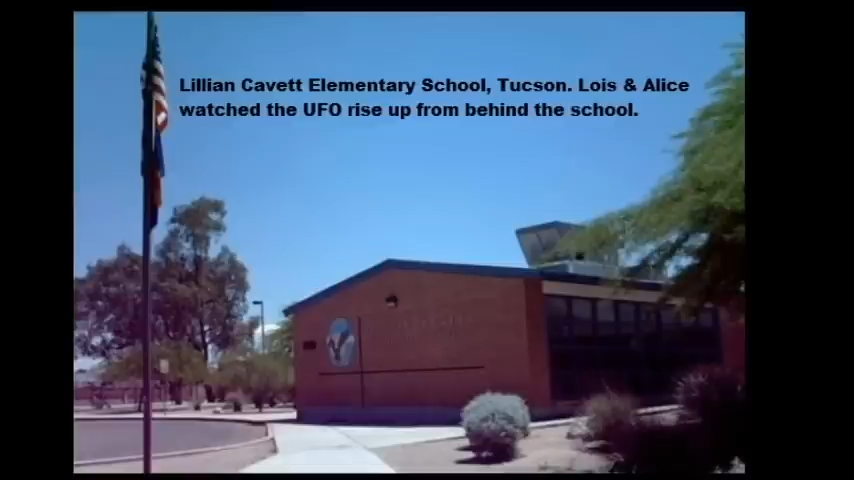 Lillian Cavett Elementary School, Tucson. Lois & Alice
watched the UFO rise up from behind the school.